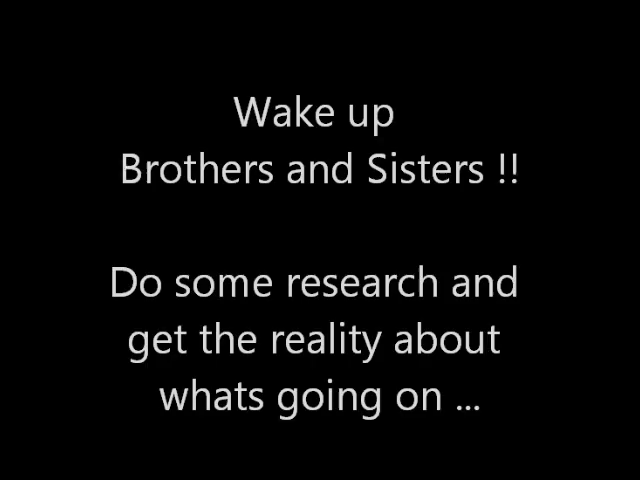 Wake up
Brothers and Sisters !!
Do some research and
get the reality about
whats going on ...